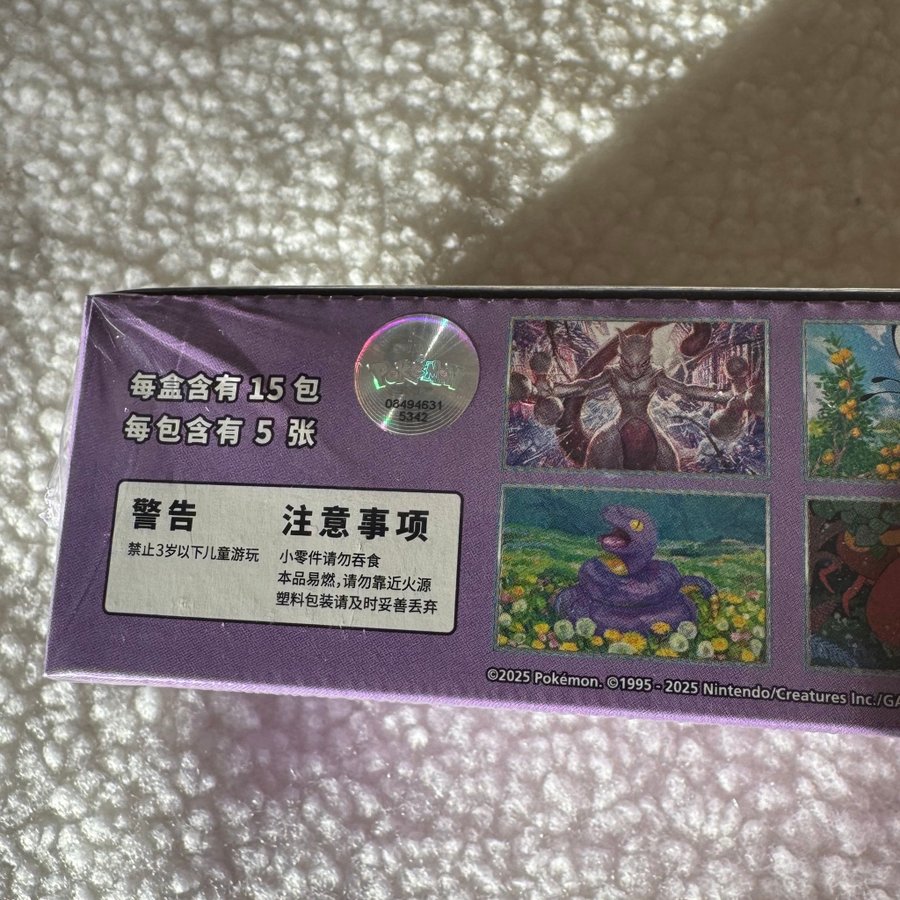 每盒含有 15 包
每包含有 5 张
POKÉMON
08494631
5342
警告
禁止3岁以下儿童游玩
注意事项
小零件请勿吞食
本品易燃,请勿靠近火源
塑料包装请及时妥善丢弃
©2025 Pokémon. ©1995 - 2025 Nintendo/Creatures Inc./GA